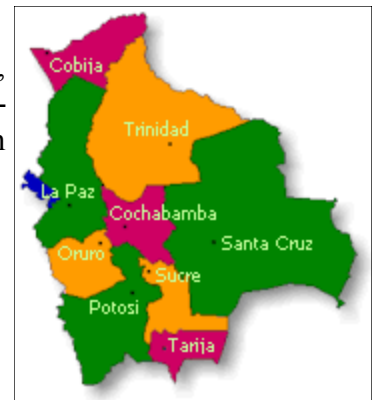 Cobija
Trinidad
La Paz
Cochabamba
Santa Cruz
Oruro
Sucre
Potosi
Tarija